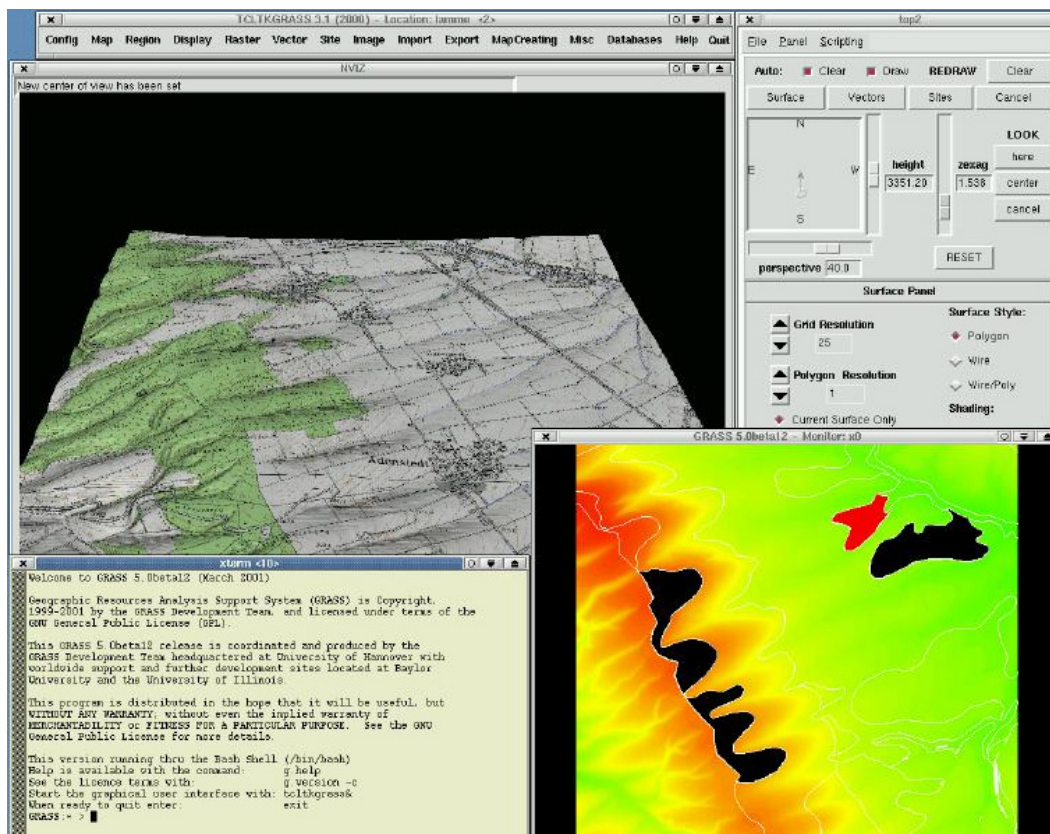 TCLTKGRASS 3.1 (2000) - Location: lamme <2>
Config Map Region Display Raster Vector Site Image Import Export MapCreating Misc Databases Help Quit
NVIZ
New center of view has been set
Adenstedt
top2
File Panel Scripting
Auto: Clear Draw REDRAW Clear
Surface Vectors Sites Cancel
N
LOOK
E W height zexag here
3351.20 1.538 center
S cancel
perspective 40.0 RESET
Surface Panel
Surface Style:
Grid Resolution
25 Polygon
Wire
Polygon Resolution
1 Wire/Poly
Current Surface Only Shading:
GRASS 5.0beta12 - Monitor: x0
xterm <10>
Welcome to GRASS 5.0beta12 (March 2001)
Geographic Resources Analysis Support System (GRASS) is Copyright,
1999-2001 by the GRASS Development Team, and licensed under terms of the
GNU General Public License (GPL).
This GRASS 5.0beta12 release is coordinated and produced by the
GRASS Development Team headquartered at University of Hannover with
worldwide support and further development sites located at Baylor
University and the University of Illinois.
This program is distributed in the hope that it will be useful, but
WITHOUT ANY WARRANTY; without even the implied warranty of
MERCHANTABILITY or FITNESS FOR A PARTICULAR PURPOSE. See the GNU
General Public License for more details.
This version running thru the Bash Shell (/bin/bash)
Help is available with the command: g.help
See the licence terms with: g.version -c
Start the graphical user interface with: tcltkgrass&
When ready to quit enter: exit
GRASS:~ >